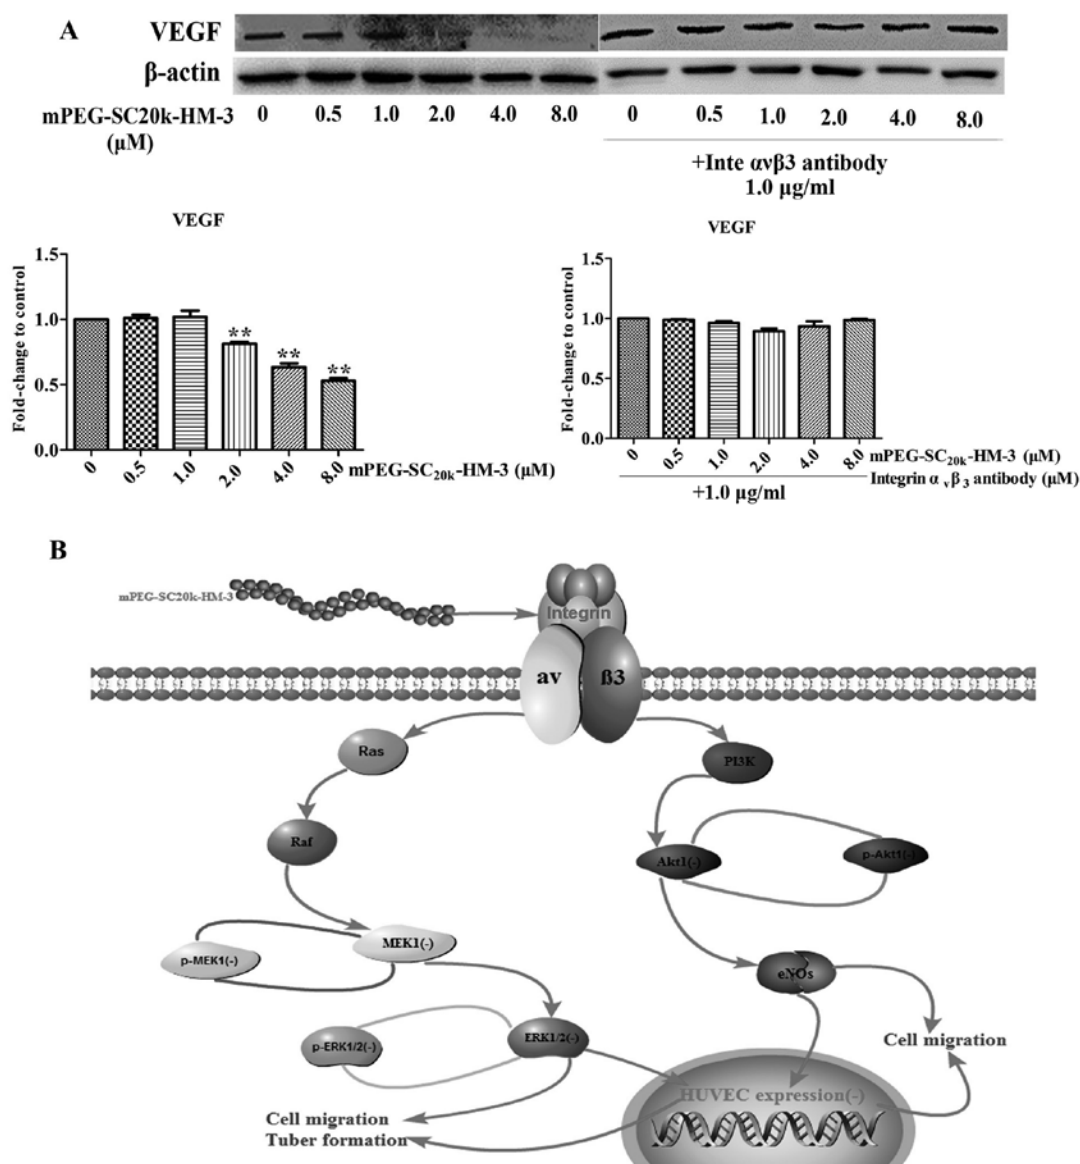 A
VEGF
β-actin
mPEG-SC20k-HM-3
(μM)
0 0.5 1.0 2.0 4.0 8.0 0 0.5 1.0 2.0 4.0 8.0
+Inte αvβ3 antibody
1.0 μg/ml
VEGF
Fold-change to control
1.5
1.0
0.5
0.0
** ** **
0 0.5 1.0 2.0 4.0 8.0
mPEG-SC20k-HM-3 (μM)
VEGF
Fold-change to control
1.5
1.0
0.5
0.0
0 0.5 1.0 2.0 4.0 8.0
mPEG-SC20k-HM-3 (μM)
Integrin α vβ 3 antibody (μM)
+1.0 μg/ml
B
mPEG-SC20k-HM-3
Integrin
av ß3
Ras
PI3K
Raf
Akt1(-)
p-Akt1(-)
MEK1(-)
p-MEK1(-)
eNOs
ERK1/2(-)
p-ERK1/2(-)
Cell migration
HUVEC expression(-)
Cell migration
Tuber formation